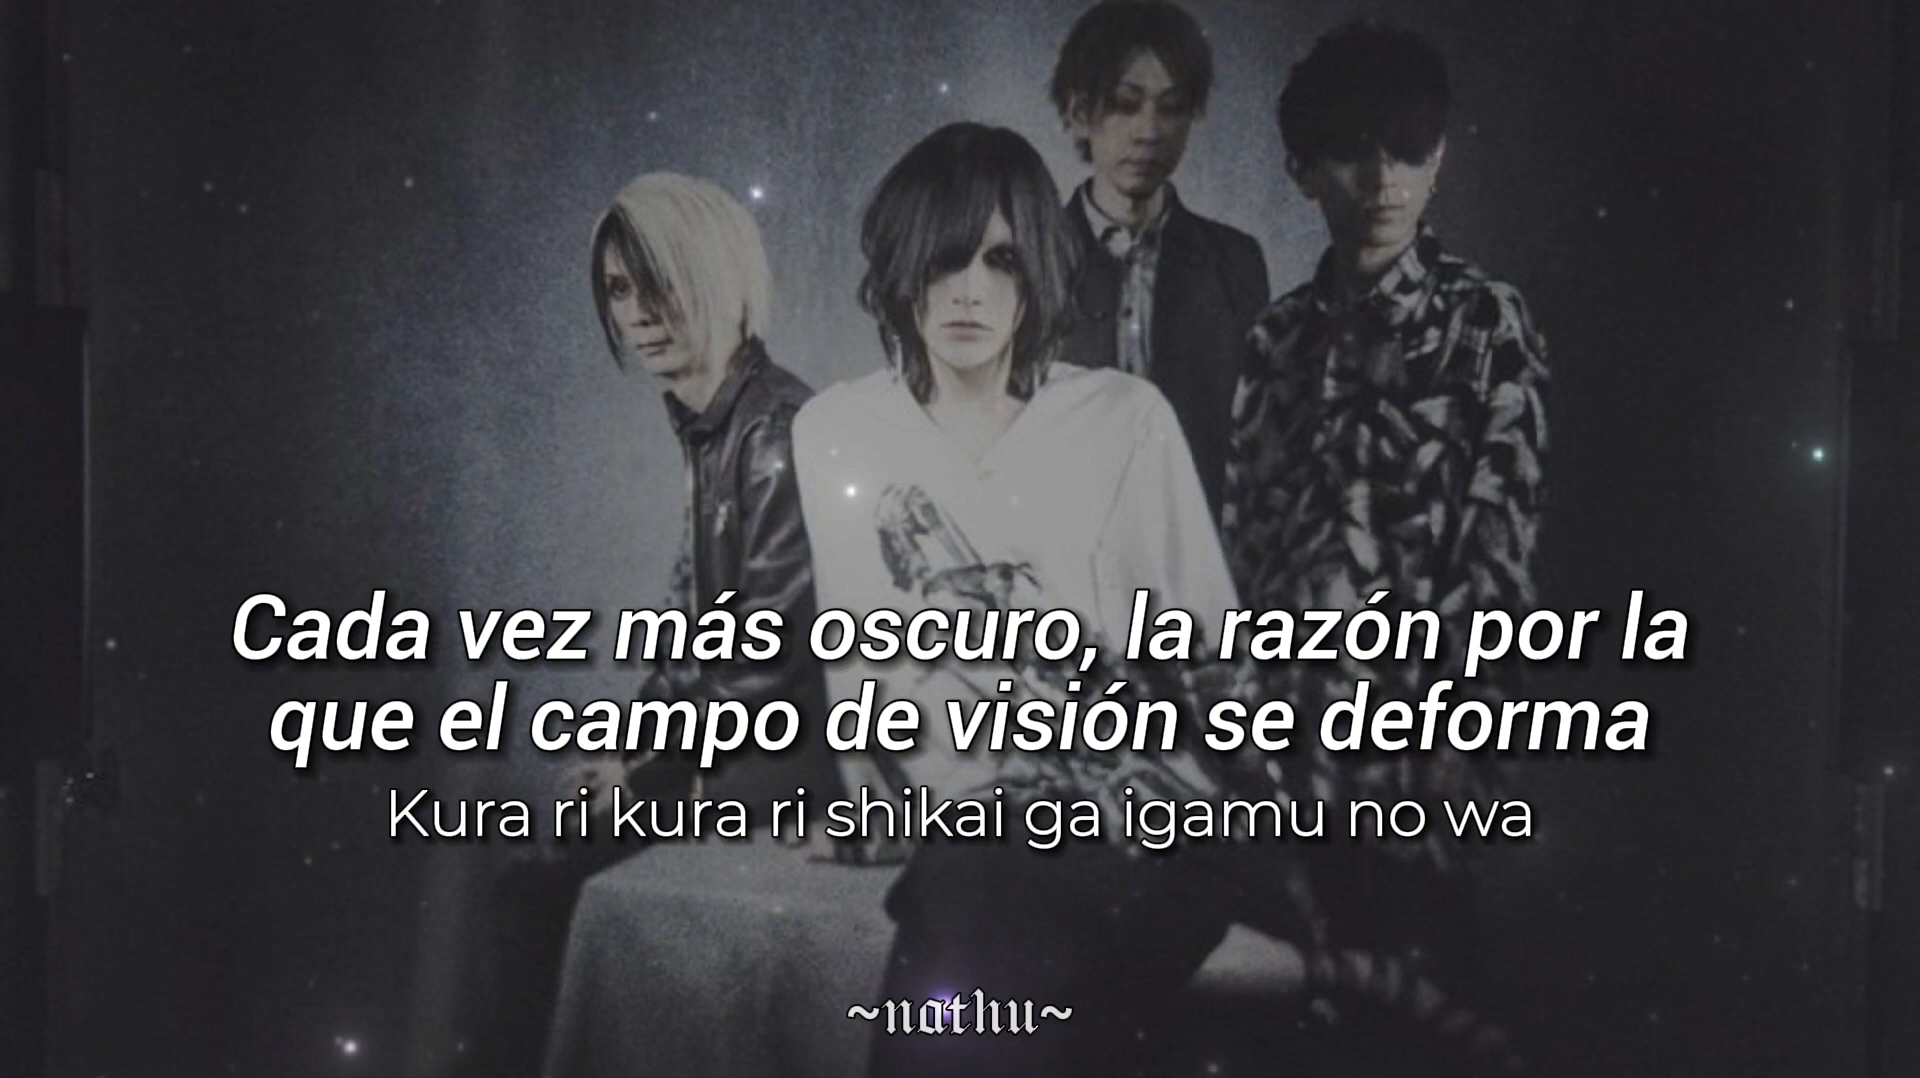 Cada vez más oscuro, la razón por la
que el campo de visión se deforma
Kura ri kura ri shikai ga igamu no wa
~nathu~